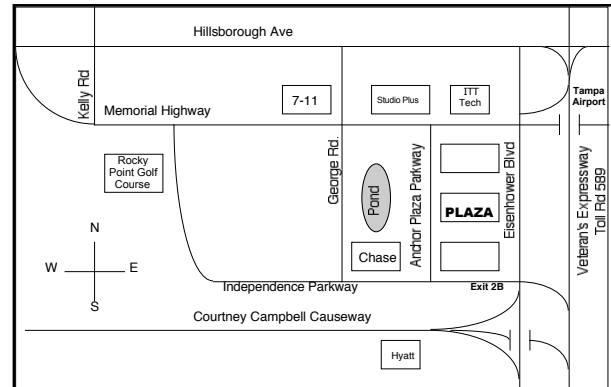 Hillsborough Ave
Kelly Rd
Memorial Highway
7-11
Studio Plus
ITT
Tech
Tampa
Airport
Rocky
Point Golf
Course
George Rd.
Pond
Anchor Plaza Parkway
PLAZA
Eisenhower Blvd
Veteran's Expressway
Toll Rd 589
Chase
N
W
E
S
Independence Parkway
Exit 2B
Courtney Campbell Causeway
Hyatt